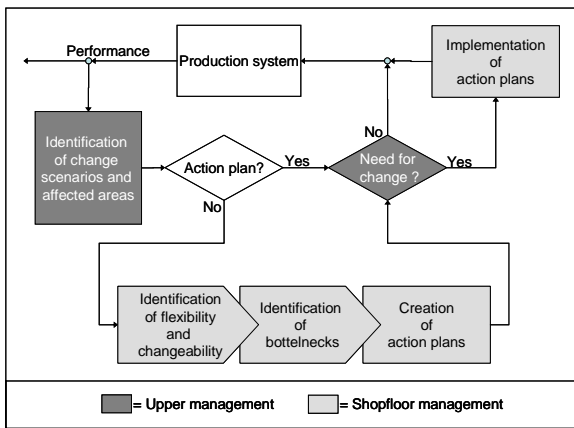 Performance
Production system
Implementation
of
action plans
Identification
of change
scenarios and
affected areas
Action plan?
Yes
No
Need for
change ?
No
Yes
Identification
of flexibility
and
changeability
Identification
of
bottelnecks
Creation
of
action plans
= Upper management
= Shopfloor management